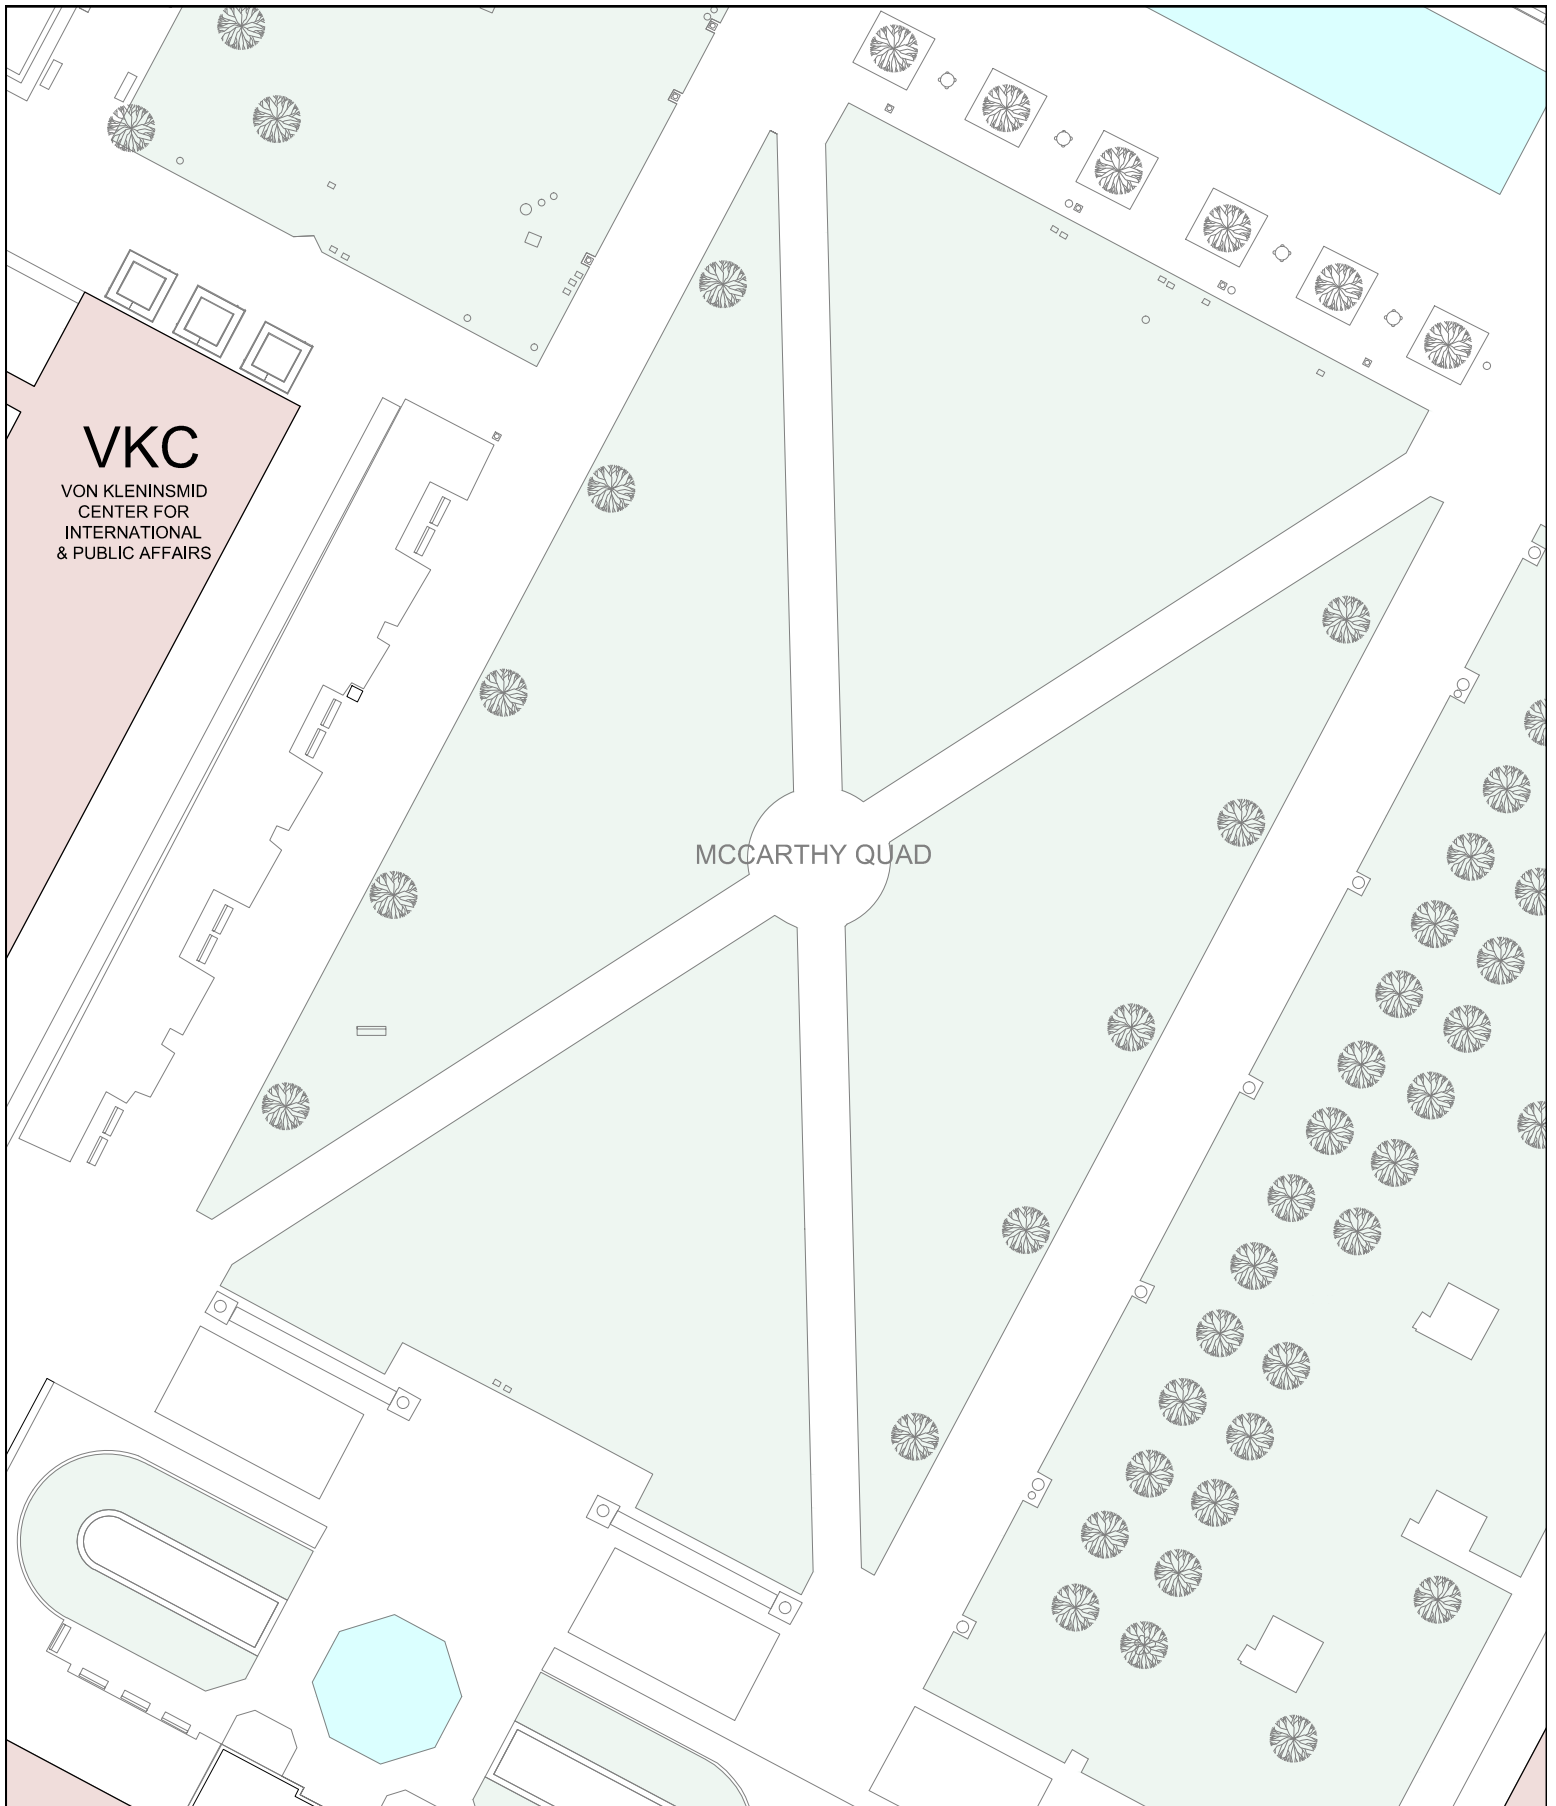 VKC
VON KLENINSMID
CENTER FOR
INTERNATIONAL
& PUBLIC AFFAIRS
MCCARTHY QUAD